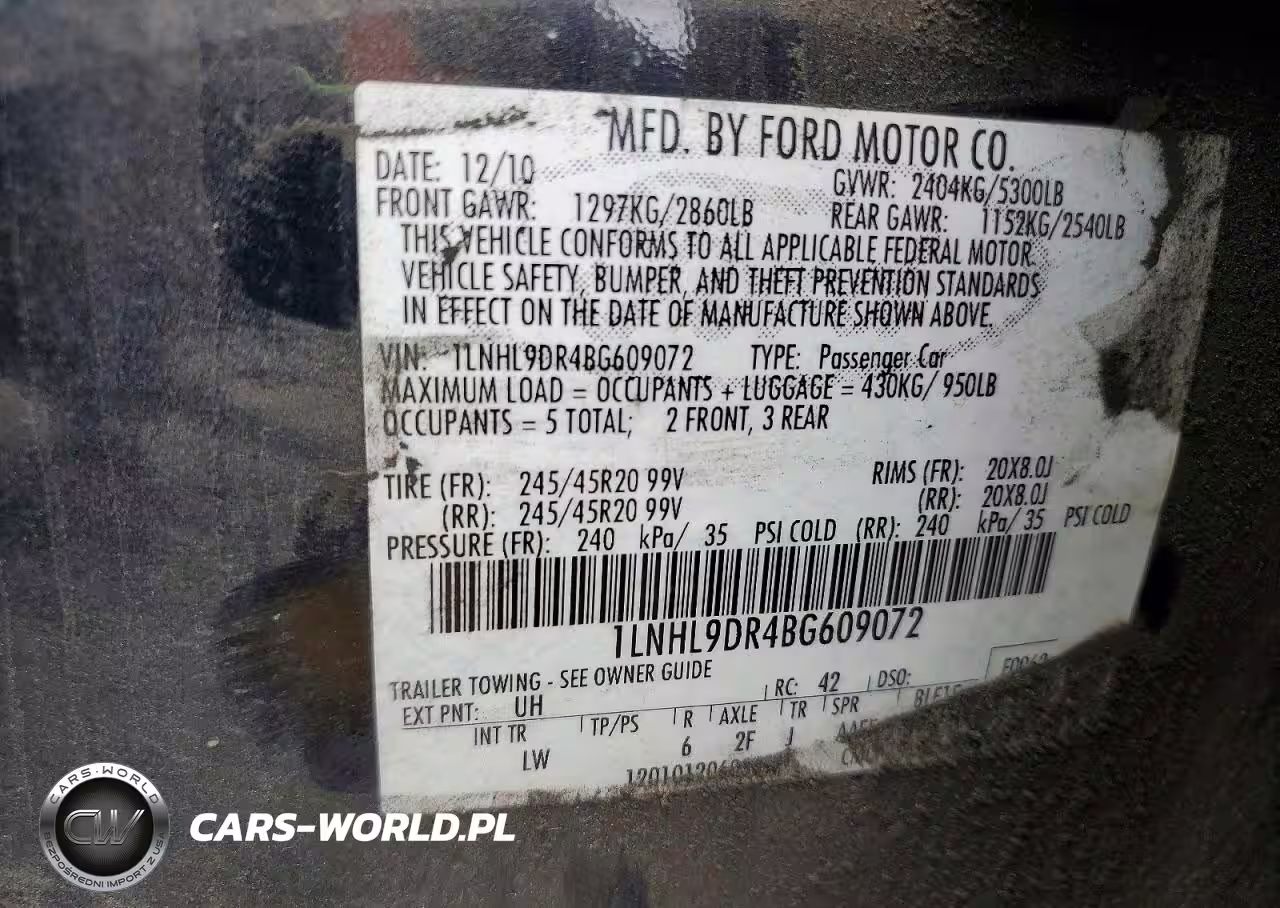 MFD. BY FORD MOTOR CO.
DATE: 12/10 GVWR: 2404KG/5300LB
FRONT GAWR: 1297KG/2860LB REAR GAWR: 1152KG/2540LB
THIS VEHICLE CONFORMS TO ALL APPLICABLE FEDERAL MOTOR
VEHICLE SAFETY, BUMPER, AND THEFT PREVENTION STANDARDS
IN EFFECT ON THE DATE OF MANUFACTURE SHOWN ABOVE.
VIN: 1LNHL9DR4BG609072 TYPE: Passenger Car
MAXIMUM LOAD = OCCUPANTS + LUGGAGE = 430KG/ 950LB
OCCUPANTS = 5 TOTAL; 2 FRONT, 3 REAR
TIRE (FR): 245/45R20 99V RIMS (FR): 20X8.0J
(RR): 245/45R20 99V (RR): 20X8.0J
PRESSURE (FR): 240 kPa/ 35 PSI COLD (RR): 240 kPa/ 35 PSI COLD
1LNHL9DR4BG609072
TRAILER TOWING - SEE OWNER GUIDE
EXT PNT: UH RC: 42 DSO:
INT TR TP/PS R AXLE TR SPR
LW 6 2F J
CARS-WORLD
CW
BEZPOŚREDNI IMPORT Z USA
CARS-WORLD.PL